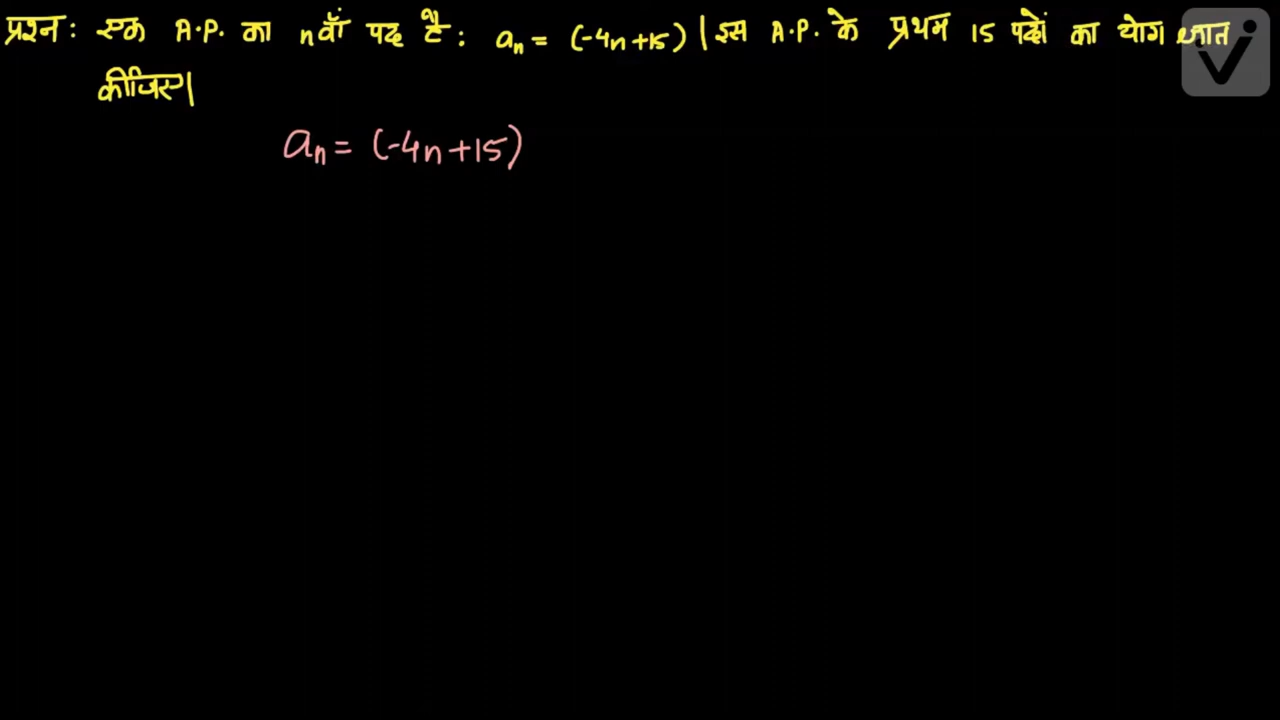 प्रश्न: एक A.P. का nवाँ पद है: aₙ = (-4n+15) | इस A.P. के प्रथम 15 पदों का योग ज्ञात
कीजिए|
aₙ = (-4n+15)